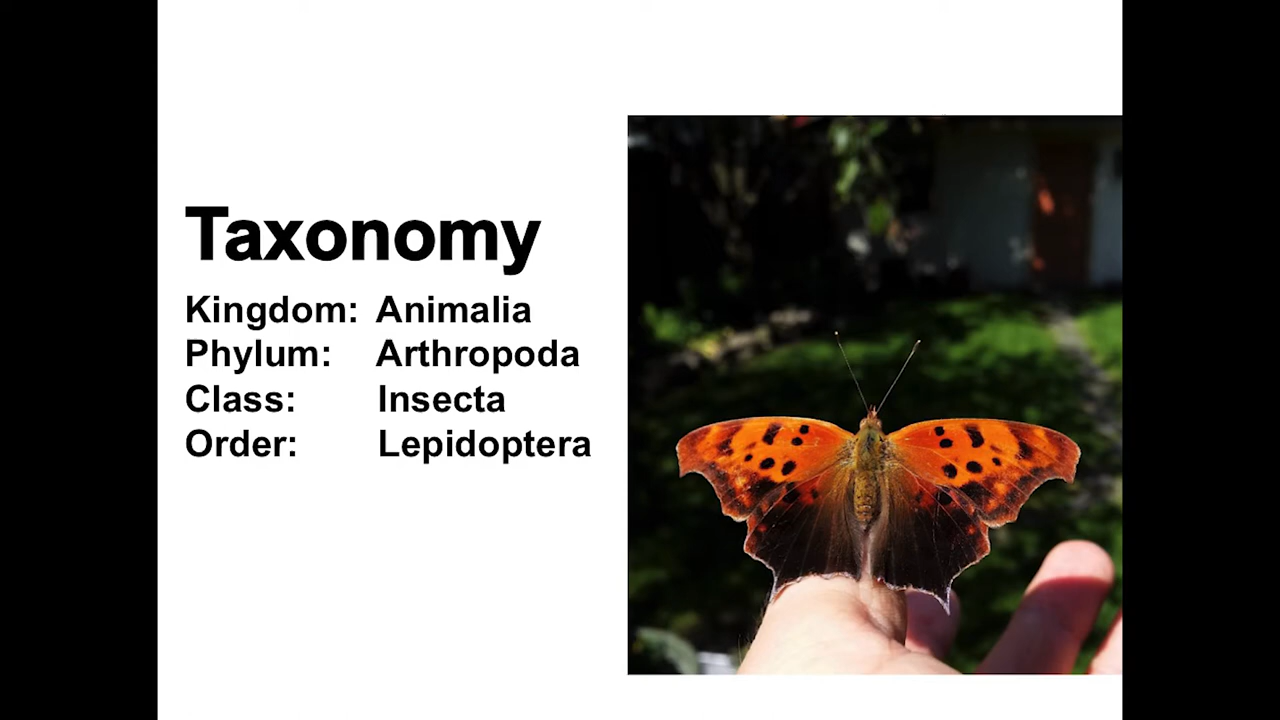 Taxonomy
Kingdom: Animalia
Phylum: Arthropoda
Class: Insecta
Order: Lepidoptera